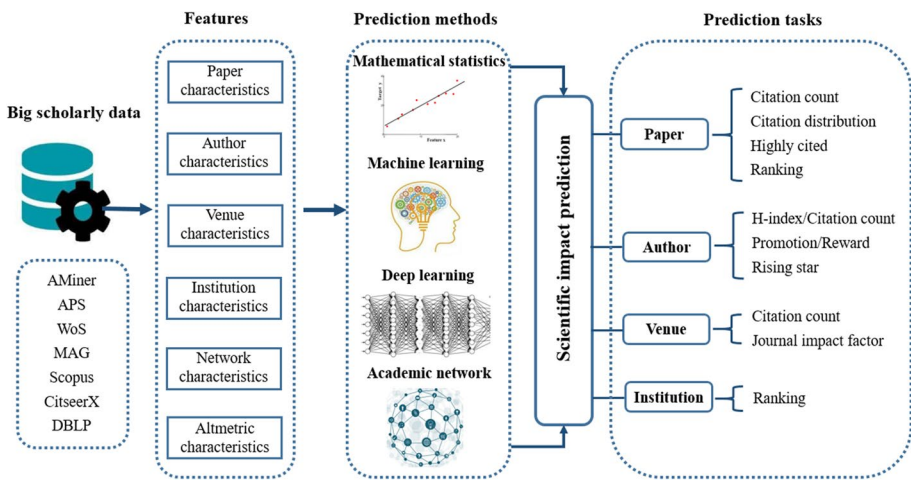 Big scholarly data
AMiner
APS
WoS
MAG
Scopus
CitseerX
DBLP
Features
Paper
characteristics
Author
characteristics
Venue
characteristics
Institution
characteristics
Network
characteristics
Altmetric
characteristics
Prediction methods
Mathematical statistics
Target x
Feature x
Machine learning
Deep learning
Academic network
Scientific impact prediction
Prediction tasks
Paper
Citation count
Citation distribution
Highly cited
Ranking
Author
H-index/Citation count
Promotion/Reward
Rising star
Venue
Citation count
Journal impact factor
Institution
Ranking